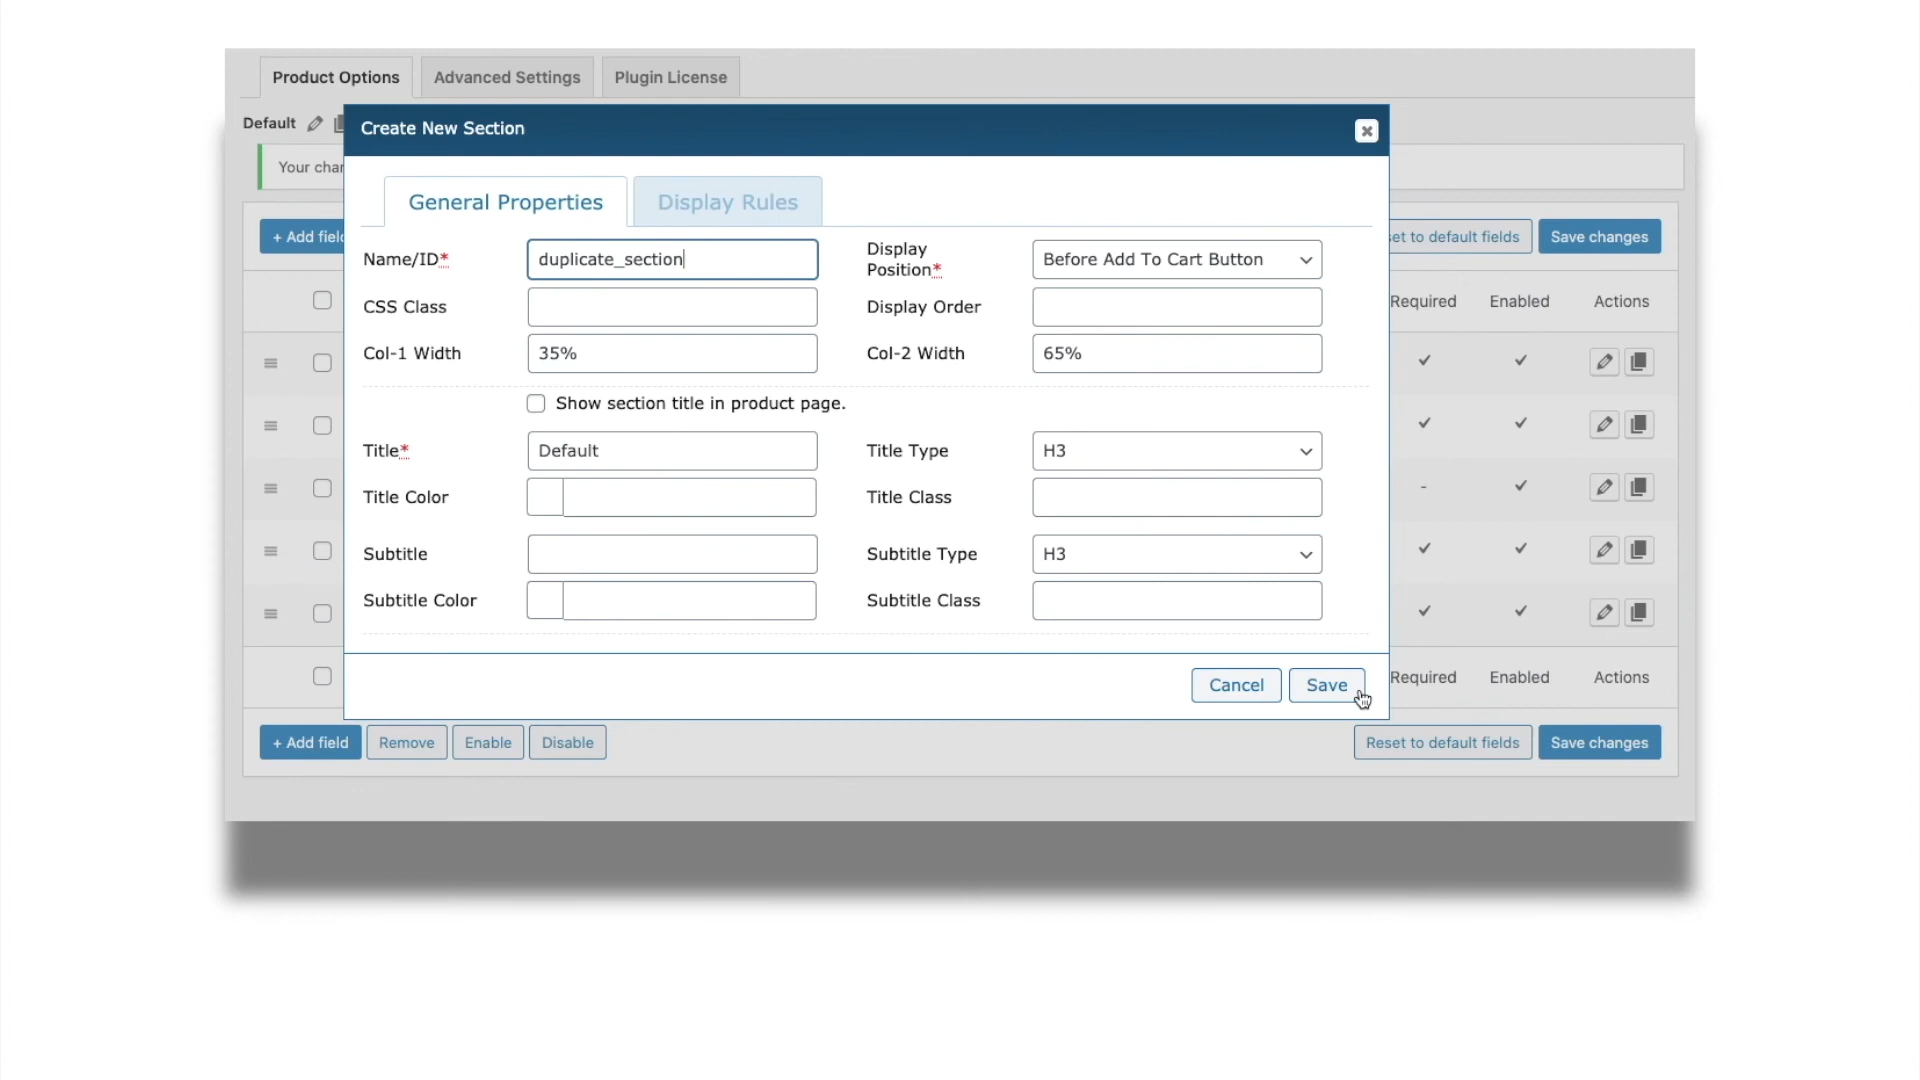 Product Options Advanced Settings Plugin License
Default
Create New Section
Your char
General Properties Display Rules
+ Add field
set to default fields Save changes
Name/ID* duplicate_section Display Position* Before Add To Cart Button
CSS Class Display Order
Required Enabled Actions
Col-1 Width 35% Col-2 Width 65%
Show section title in product page.
Title* Default Title Type H3
Title Color Title Class
-
Subtitle Subtitle Type H3
Subtitle Color Subtitle Class
Cancel Save
Required Enabled Actions
+ Add field Remove Enable Disable Reset to default fields Save changes